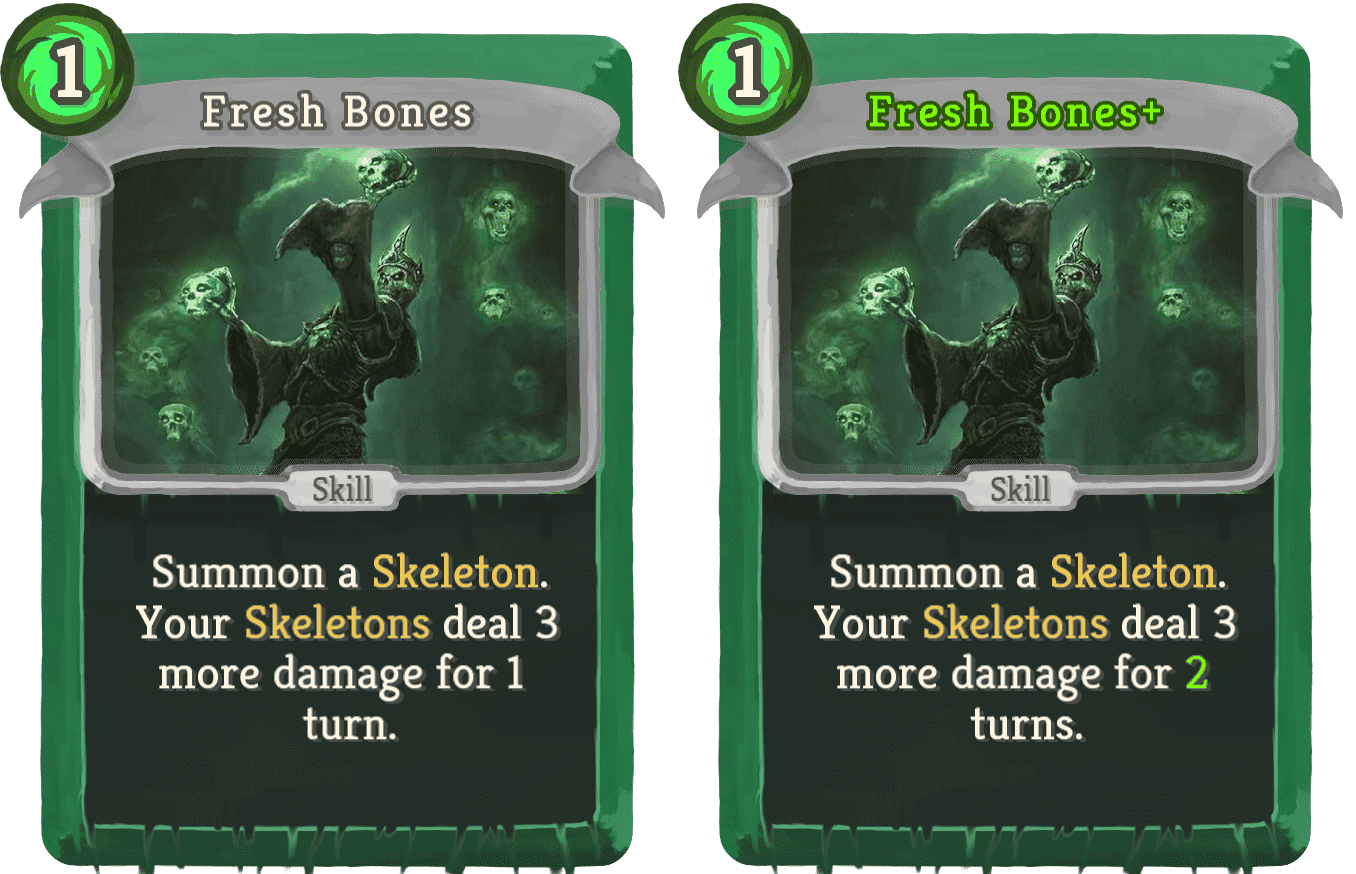 1
Fresh Bones
Skill
Summon a Skeleton.
Your Skeletons deal 3
more damage for 1
turn.
1
Fresh Bones+
Skill
Summon a Skeleton.
Your Skeletons deal 3
more damage for 2
turns.